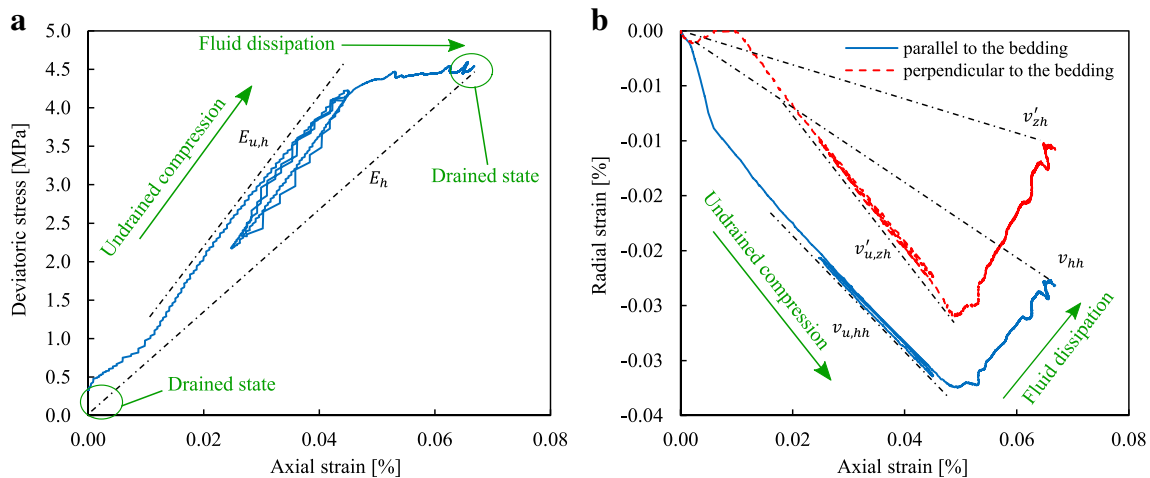 a
Deviatoric stress [MPa]
5.0
4.5
4.0
3.5
3.0
2.5
2.0
1.5
1.0
0.5
0.0
0.00
0.02
0.04
0.06
0.08
Axial strain [%]
Fluid dissipation
Undrained compression
E_{u,h}
E_h
Drained state
Drained state
b
Radial strain [%]
0.00
-0.01
-0.01
-0.02
-0.02
-0.03
-0.03
-0.04
0.00
0.02
0.04
0.06
0.08
Axial strain [%]
parallel to the bedding
perpendicular to the bedding
v'_{zh}
v'_{u,zh}
v_{hh}
v_{u,hh}
Undrained compression
Fluid dissipation